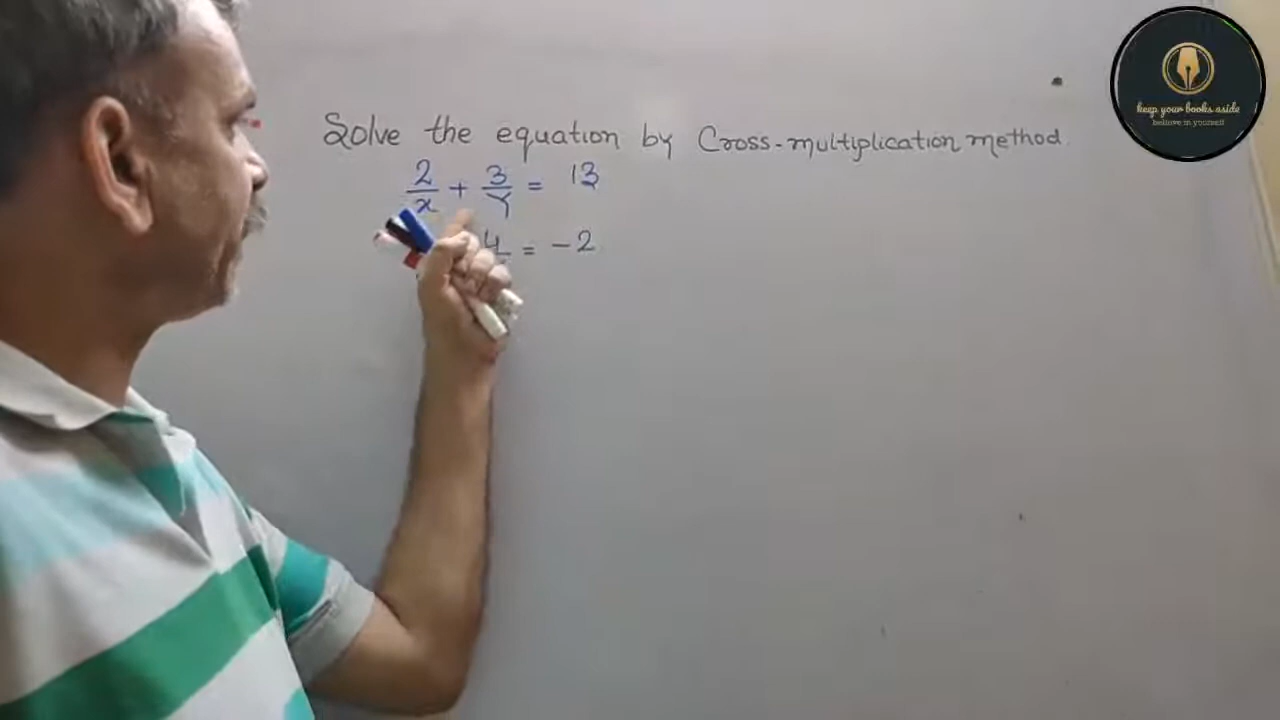 Solve the equation by Cross-multiplication method.
2/x + 3/y = 13
4 = -2
keep your books aside
believe in yourself